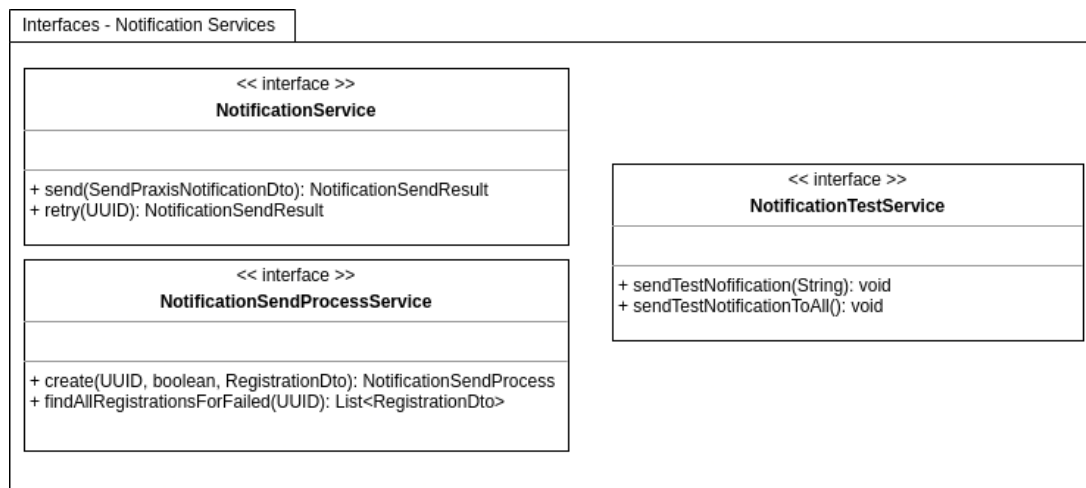 Interfaces - Notification Services
<< interface >>
NotificationService
+ send(SendPraxisNotificationDto): NotificationSendResult
+ retry(UUID): NotificationSendResult
<< interface >>
NotificationSendProcessService
+ create(UUID, boolean, RegistrationDto): NotificationSendProcess
+ findAllRegistrationsForFailed(UUID): List<RegistrationDto>
<< interface >>
NotificationTestService
+ sendTestNofification(String): void
+ sendTestNotificationToAll(): void